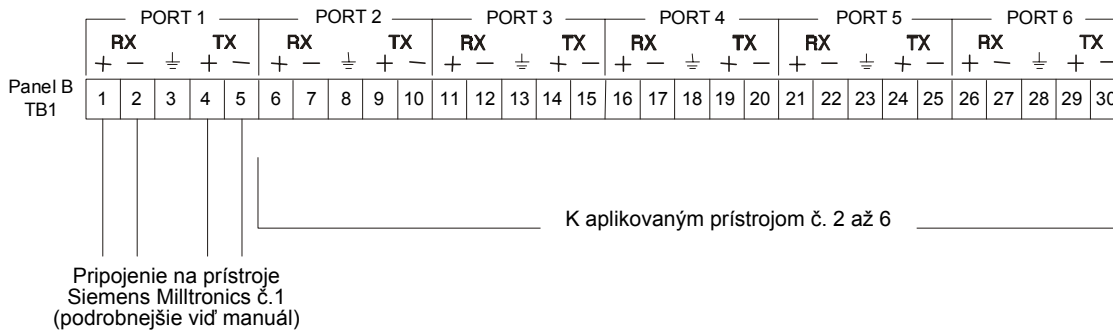 PORT 1 PORT 2 PORT 3 PORT 4 PORT 5 PORT 6
RX TX RX TX RX TX RX TX RX TX RX TX
+ − ⏚ + − + − ⏚ + − + − ⏚ + − + − ⏚ + − + − ⏚ + − + − ⏚ + −
Panel B
TB1
1 2 3 4 5 6 7 8 9 10 11 12 13 14 15 16 17 18 19 20 21 22 23 24 25 26 27 28 29 30
K aplikovaným prístrojom č. 2 až 6
Pripojenie na prístroje
Siemens Milltronics č.1
(podrobnejšie viď manuál)